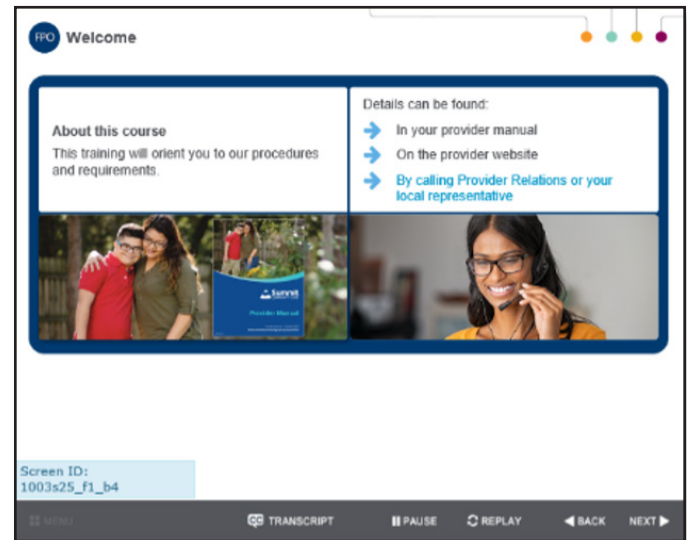 FPO
Welcome
About this course
This training will orient you to our procedures
and requirements.
Details can be found:
In your provider manual
On the provider website
By calling Provider Relations or your
local representative
Summit
Provider Manual
Screen ID:
1003s25_f1_b4
MENU
CC TRANSCRIPT
PAUSE
REPLAY
BACK
NEXT